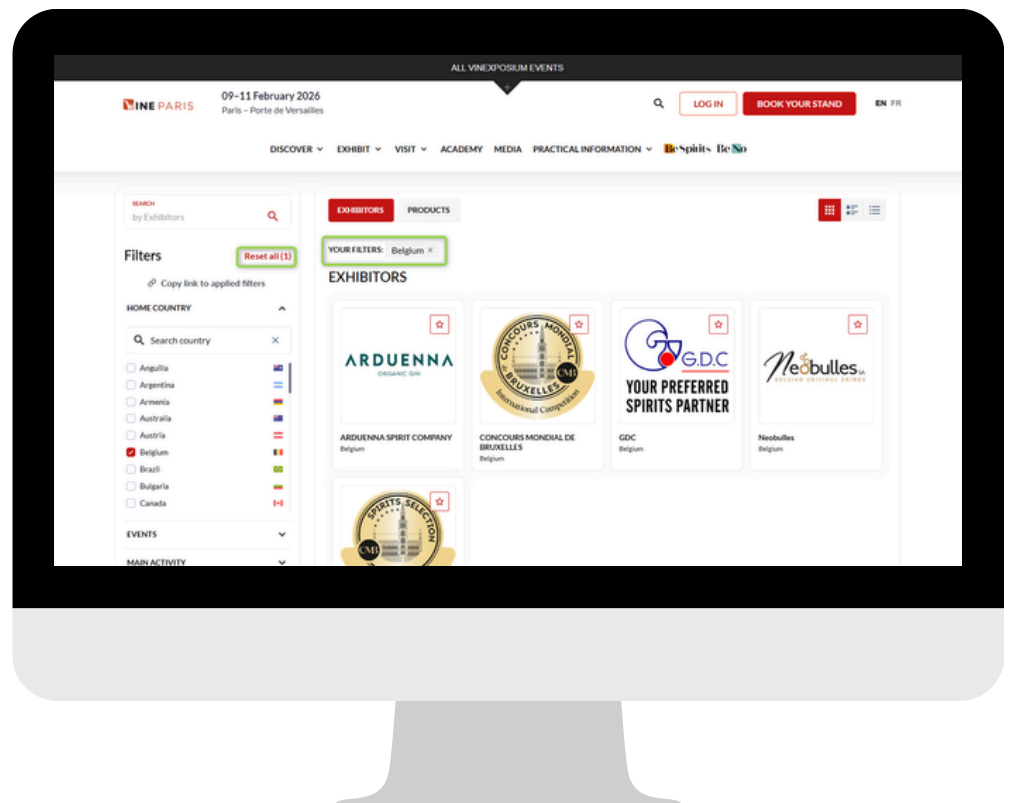 ALL VINEXPOSIUM EVENTS
+
INE PARIS
09–11 February 2026
Paris – Porte de Versailles
LOG IN
BOOK YOUR STAND
EN FR
DISCOVER
EXHIBIT
VISIT
ACADEMY
MEDIA
PRACTICAL INFORMATION
Be Spirits
Be No
SEARCH
by Exhibitors
Filters
Reset all (1)
Copy link to applied filters
HOME COUNTRY
Search country
Anguilla
Argentina
Armenia
Australia
Austria
Belgium
Brazil
Bulgaria
Canada
EVENTS
MAIN ACTIVITY
EXHIBITORS
PRODUCTS
YOUR FILTERS: Belgium ×
EXHIBITORS
ARDUENNA
ORGANIC GIN
ARDUENNA SPIRIT COMPANY
Belgium
CONCOURS MONDIAL
de BRUXELLES
CMB
International Competition
CONCOURS MONDIAL DE
BRUXELLES
Belgium
G.D.C
YOUR PREFERRED
SPIRITS PARTNER
GDC
Belgium
Neobulles SA
BELGIAN ORIGINAL DRINKS
Neobulles
Belgium
SPIRITS SELECTION
CMB